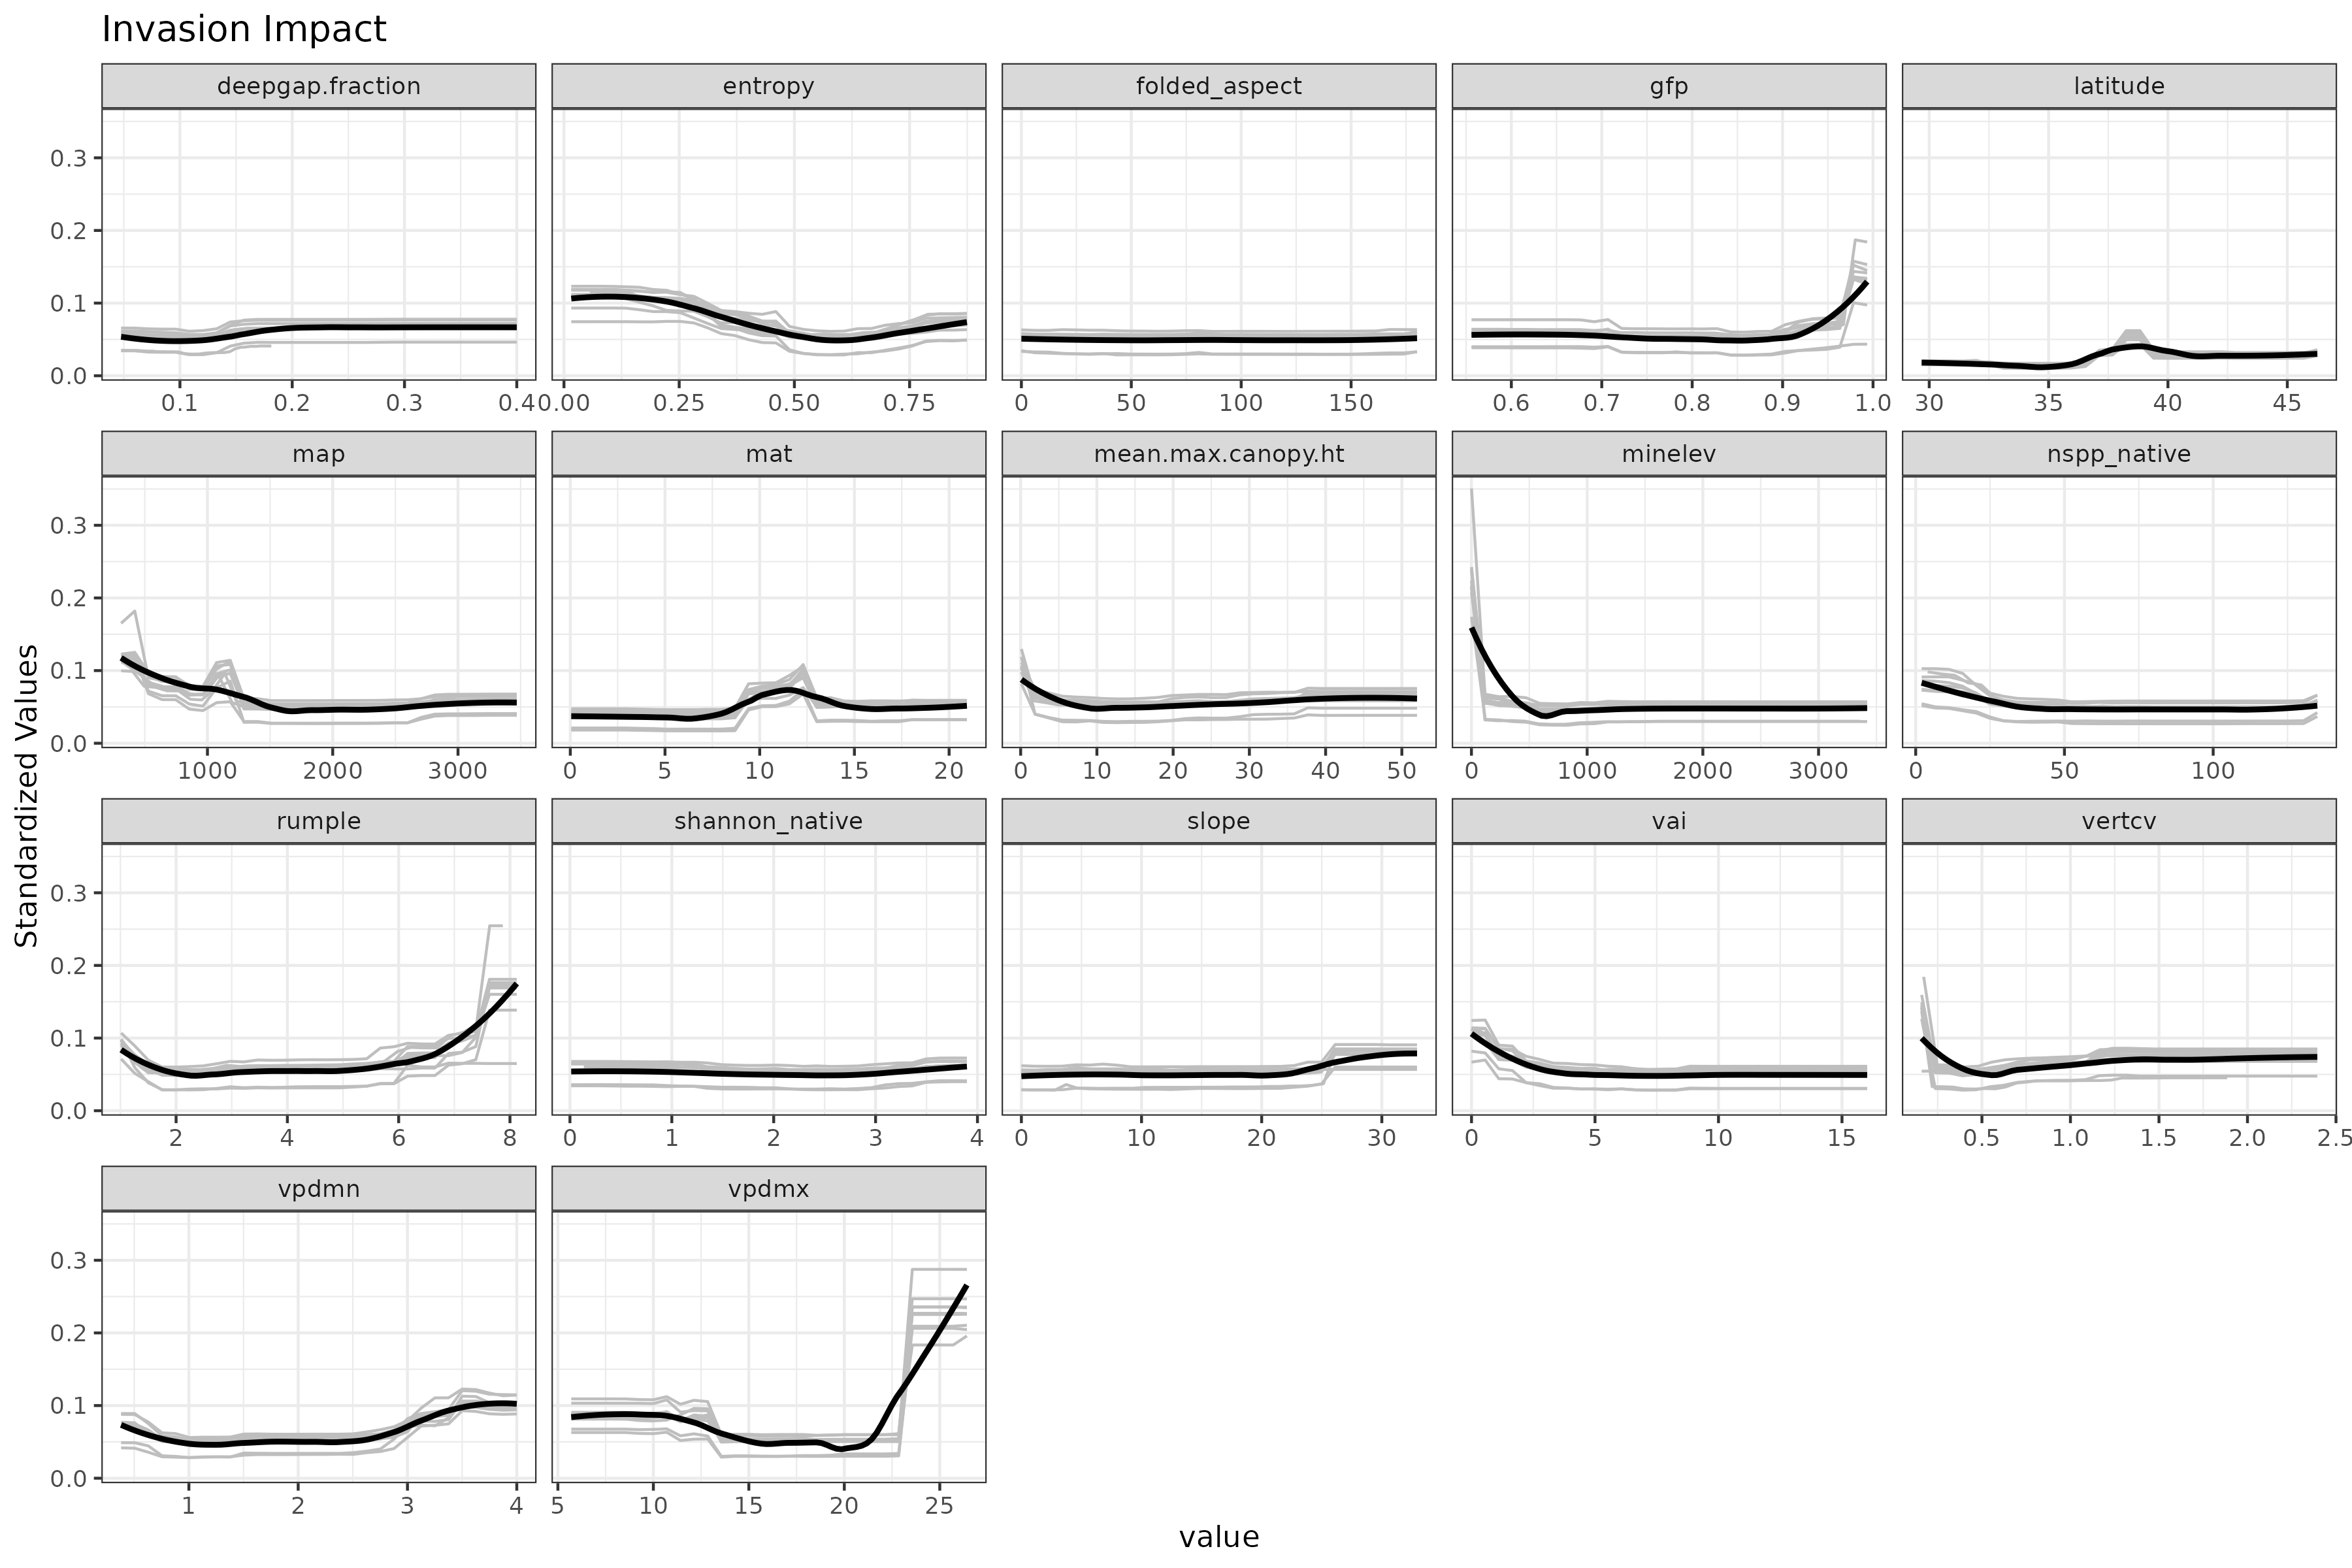 Invasion Impact
deepgap.fraction entropy folded_aspect gfp latitude
0.3
0.2
0.1
0.0
0.1 0.2 0.3 0.4 0.00 0.25 0.50 0.75 0 50 100 150 0.6 0.7 0.8 0.9 1.0 30 35 40 45
map mat mean.max.canopy.ht minelev nspp_native
0.3
0.2
0.1
0.0
1000 2000 3000 0 5 10 15 20 0 10 20 30 40 50 0 1000 2000 3000 0 50 100
Standardized Values
rumple shannon_native slope vai vertcv
0.3
0.2
0.1
0.0
2 4 6 8 0 1 2 3 4 0 10 20 30 0 5 10 15 0.5 1.0 1.5 2.0 2.5
vpdmn vpdmx
0.3
0.2
0.1
0.0
1 2 3 4 5 10 15 20 25
value